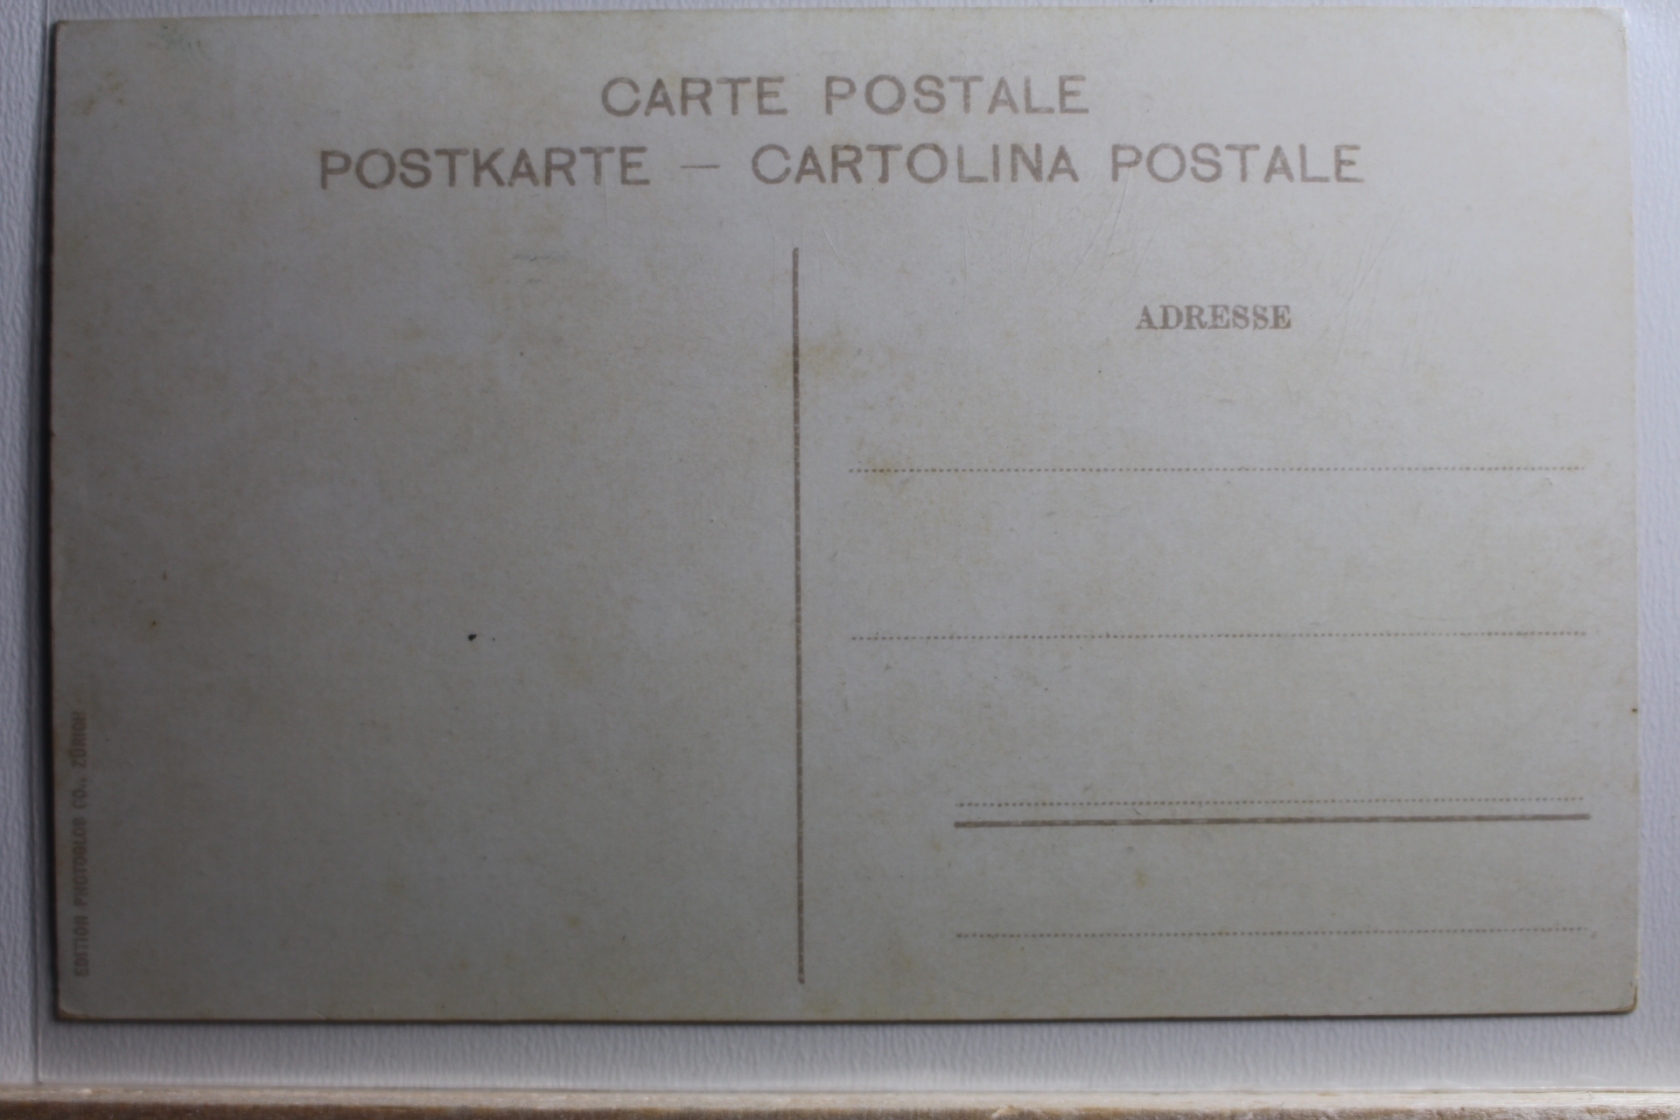 CARTE POSTALE
POSTKARTE — CARTOLINA POSTALE
ADRESSE
EDITION PHOTOGLOB CO., ZÜRICH